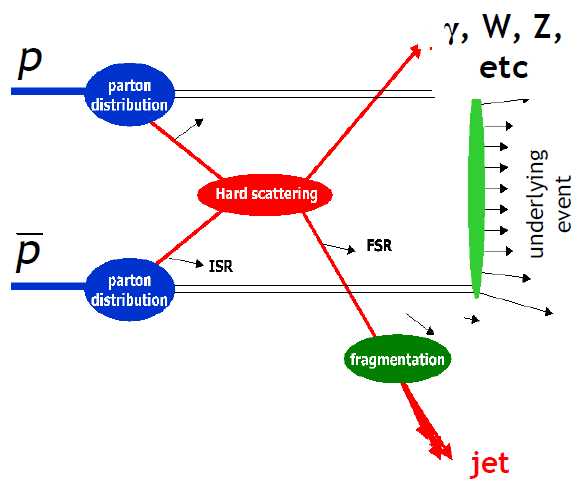 γ, W, Z,
etc
p
parton
distribution
Hard scattering
underlying
event
p̅
ISR
FSR
parton
distribution
fragmentation
jet